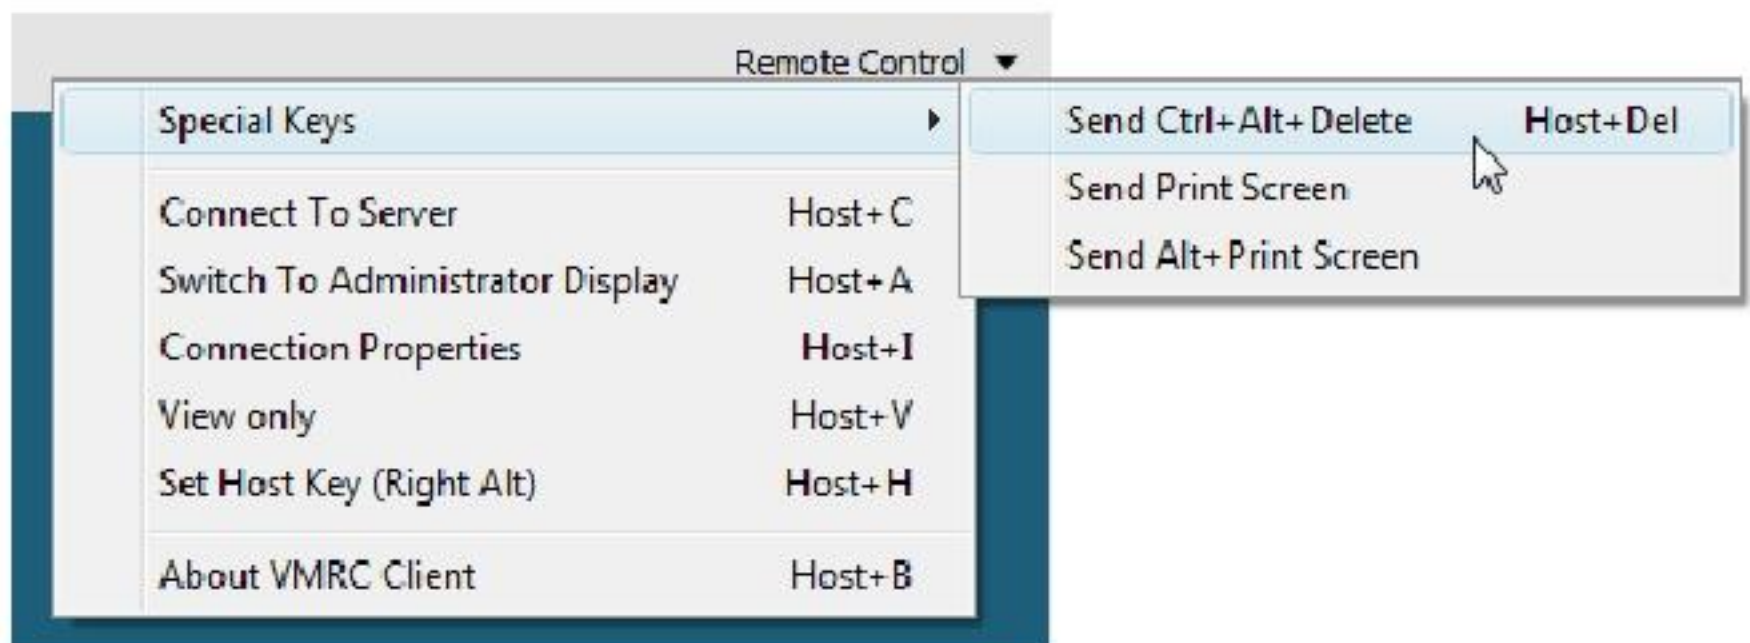 Remote Control
Special Keys
Send Ctrl+Alt+Delete Host+Del
Send Print Screen
Send Alt+Print Screen
Connect To Server Host+C
Switch To Administrator Display Host+A
Connection Properties Host+I
View only Host+V
Set Host Key (Right Alt) Host+H
About VMRC Client Host+B